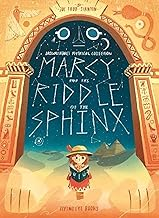 JOE TODD-STANTON
BROWNSTONE'S MYTHICAL COLLECTION
MARCY
AND THE
RIDDLE
OF THE
SPHINX
FLYING EYE BOOKS